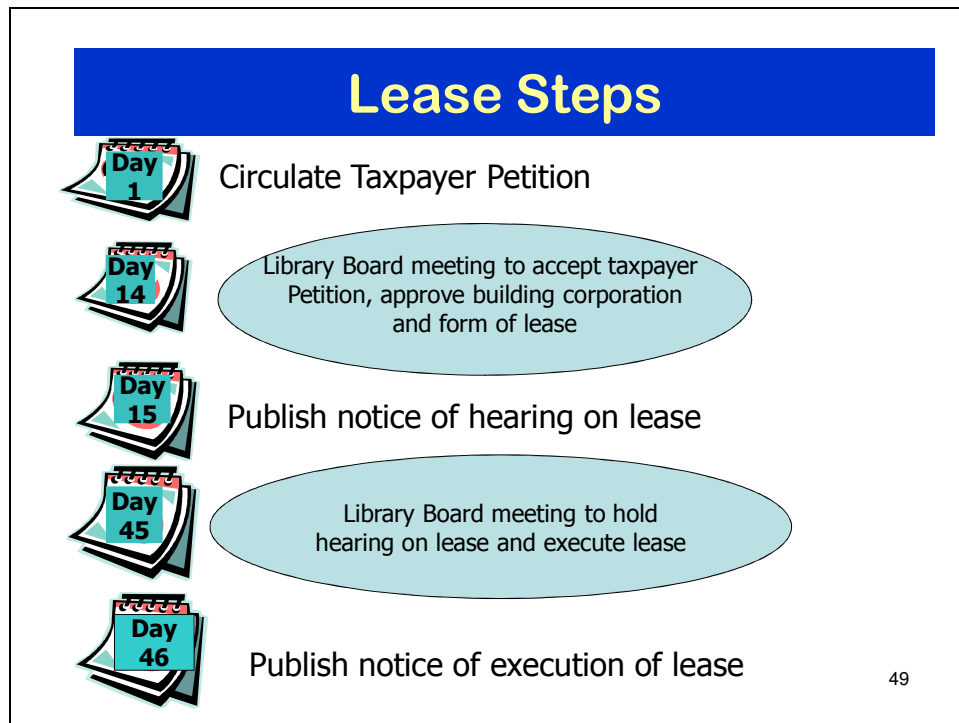 Lease Steps
Day
1
Circulate Taxpayer Petition
Day
14
Library Board meeting to accept taxpayer
Petition, approve building corporation
and form of lease
Day
15
Publish notice of hearing on lease
Day
45
Library Board meeting to hold
hearing on lease and execute lease
Day
46
Publish notice of execution of lease
49